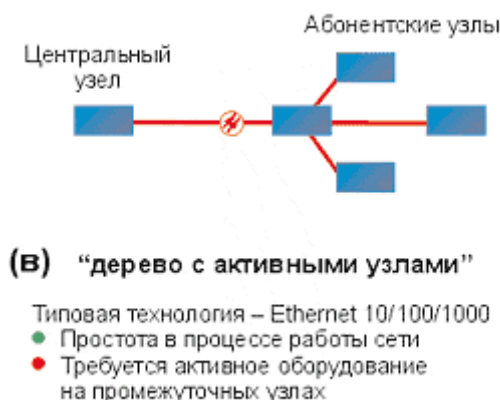 Абонентские узлы
Центральный
узел
(в) “дерево с активными узлами”
Типовая технология – Ethernet 10/100/1000
Простота в процессе работы сети
Требуется активное оборудование
на промежуточных узлах